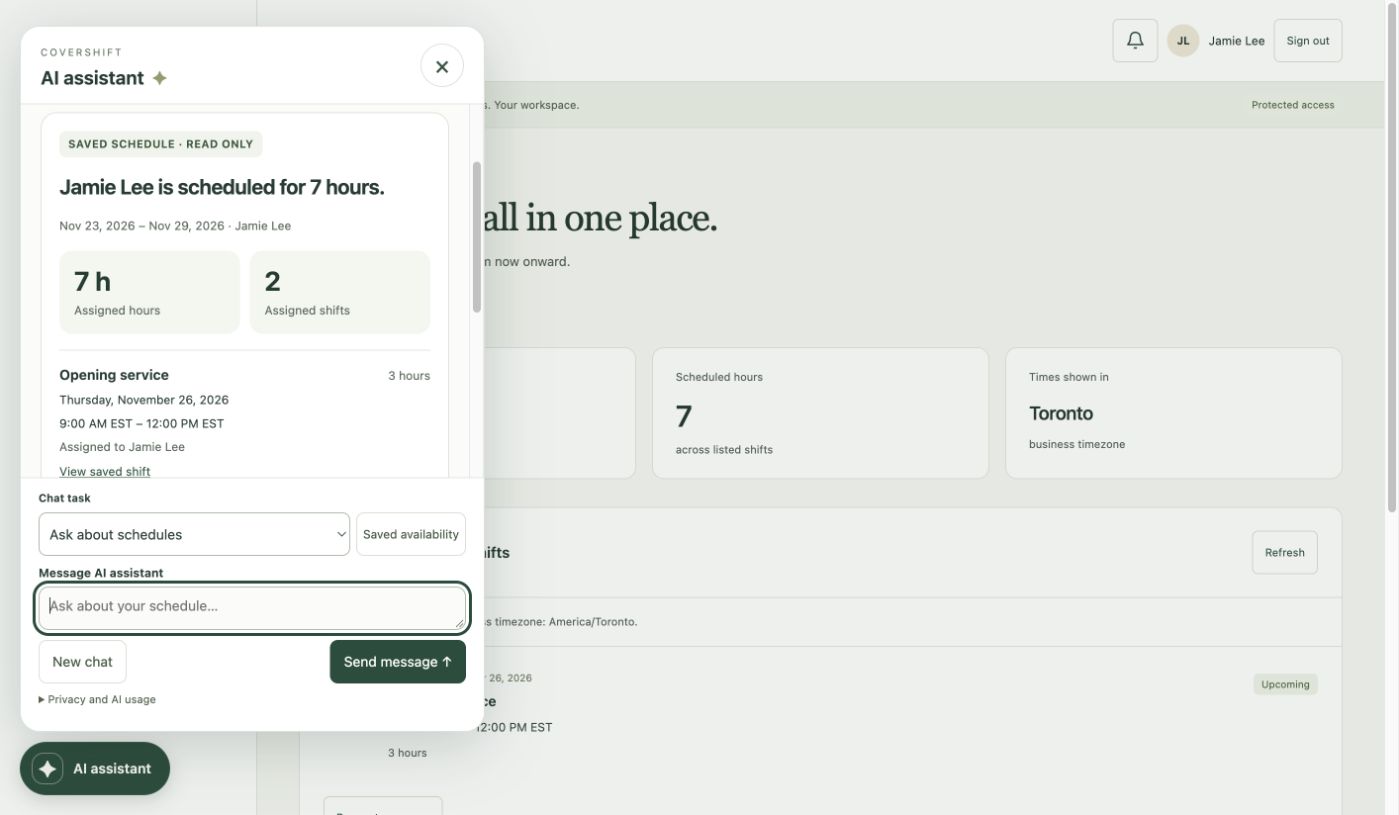 COVERSHIFT
AI assistant
SAVED SCHEDULE · READ ONLY
Jamie Lee is scheduled for 7 hours.
Nov 23, 2026 – Nov 29, 2026 · Jamie Lee
7 h
Assigned hours
2
Assigned shifts
Opening service
3 hours
Thursday, November 26, 2026
9:00 AM EST – 12:00 PM EST
Assigned to Jamie Lee
View saved shift
Chat task
Ask about schedules
Saved availability
Message AI assistant
Ask about your schedule...
New chat
Send message ↑
Privacy and AI usage
AI assistant
JL
Jamie Lee
Sign out
s. Your workspace.
Protected access
all in one place.
now onward.
Scheduled hours
7
across listed shifts
Times shown in
Toronto
business timezone
Refresh
timezone: America/Toronto.
26, 2026
Upcoming
12:00 PM EST
3 hours